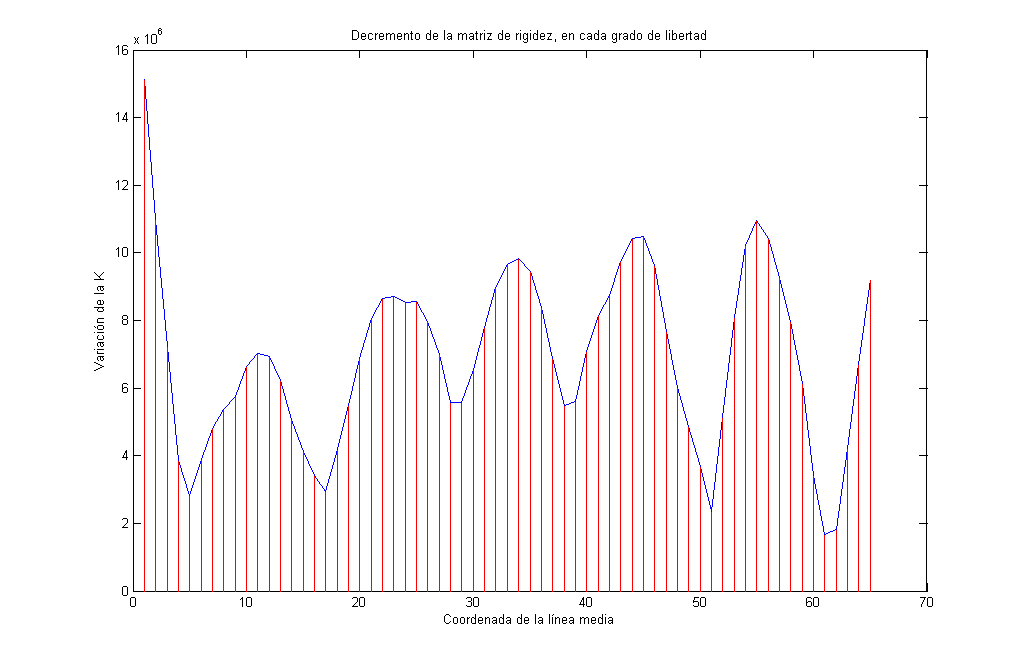 Decremento de la matriz de rigidez, en cada grado de libertad
x 10^6
16
14
12
10
8
6
4
2
0
Variación de la K
0 10 20 30 40 50 60 70
Coordenada de la línea media